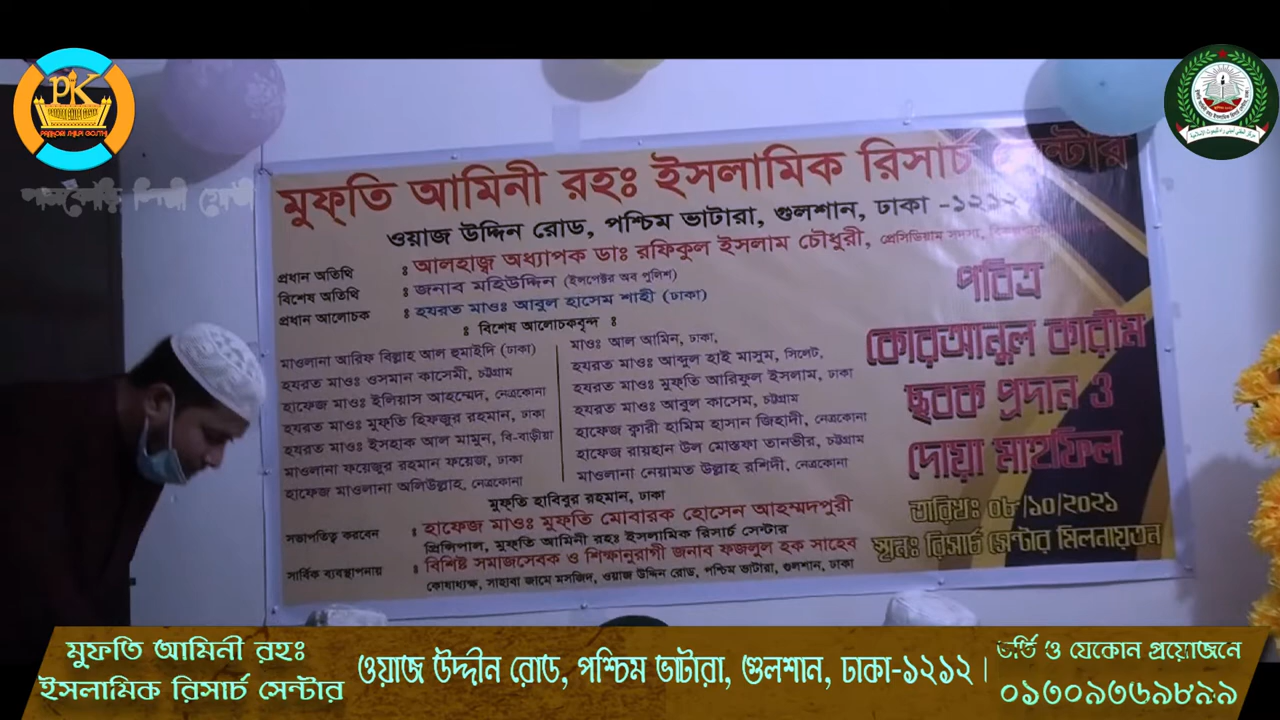 PK
PANJORI SHILPI GOSTHI
মুফ্তি আমিনী রহঃ ইসলামিক রিসার্চ সেন্টার
ওয়াজ উদ্দিন রোড, পশ্চিম ভাটারা, গুলশান, ঢাকা -১২১২
প্রধান অতিথি : আলহাজ্ব অধ্যাপক ডাঃ রফিকুল ইসলাম চৌধুরী, প্রেসিডিয়াম সদস্য,
বিশেষ অতিথি : জনাব মহিউদ্দিন (ইন্সপেক্টর অব পুলিশ)
প্রধান আলোচক : হযরত মাওঃ আবুল হাসেম শাহী (ঢাকা)
: বিশেষ আলোচকবৃন্দ :
মাওলানা আরিফ বিল্লাহ আল হুমাইদি (ঢাকা)
হযরত মাওঃ ওসমান কাসেমী, চট্টগ্রাম
হাফেজ মাওঃ ইলিয়াস আহম্মেদ, নেত্রকোনা
হযরত মাওঃ মুফ্তি হিফজুর রহমান, ঢাকা
হযরত মাওঃ ইসহাক আল মামুন, বি-বাড়ীয়া
মাওলানা ফয়েজুর রহমান ফয়েজ, ঢাকা
হাফেজ মাওলানা অলিউল্লাহ, নেত্রকোনা
মাওঃ আল আমিন, ঢাকা,
হযরত মাওঃ আব্দুল হাই মাসুম, সিলেট,
হযরত মাওঃ মুফ্তি আরিফুল ইসলাম, ঢাকা
হযরত মাওঃ আবুল কাসেম, চট্টগ্রাম
হাফেজ ক্বারী হামিম হাসান জিহাদী, নেত্রকোনা
হাফেজ রায়হান উল মোস্তফা তানভীর, চট্টগ্রাম
মাওলানা নেয়ামত উল্লাহ রশিদী, নেত্রকোনা
মুফ্তি হাবিবুর রহমান, ঢাকা
সভাপতিত্ব করবেন : হাফেজ মাওঃ মুফ্তি মোবারক হোসেন আহম্মদপুরী
প্রিন্সিপাল, মুফ্তি আমিনী রহঃ ইসলামিক রিসার্চ সেন্টার
সার্বিক ব্যবস্থাপনায় : বিশিষ্ট সমাজসেবক ও শিক্ষানুরাগী জনাব ফজলুল হক সাহেব
কোষাধ্যক্ষ, সাহাবা জামে মসজিদ, ওয়াজ উদ্দিন রোড, পশ্চিম ভাটারা, গুলশান, ঢাকা
পবিত্র
কোরআনুল কারীম
ছবক প্রদান ও
দোয়া মাহফিল
তারিখঃ ০৮/১০/২০২১
স্থানঃ রিসার্চ সেন্টার মিলনায়তন
মুফতি আমিনী রহঃ
ইসলামিক রিসার্চ সেন্টার
ওয়াজ উদ্দীন রোড, পশ্চিম ভাটারা, গুলশান, ঢাকা-১২১২।
ভর্তি ও যেকোন প্রয়োজনে
০১৩০৯৩৬৯৮৯৯